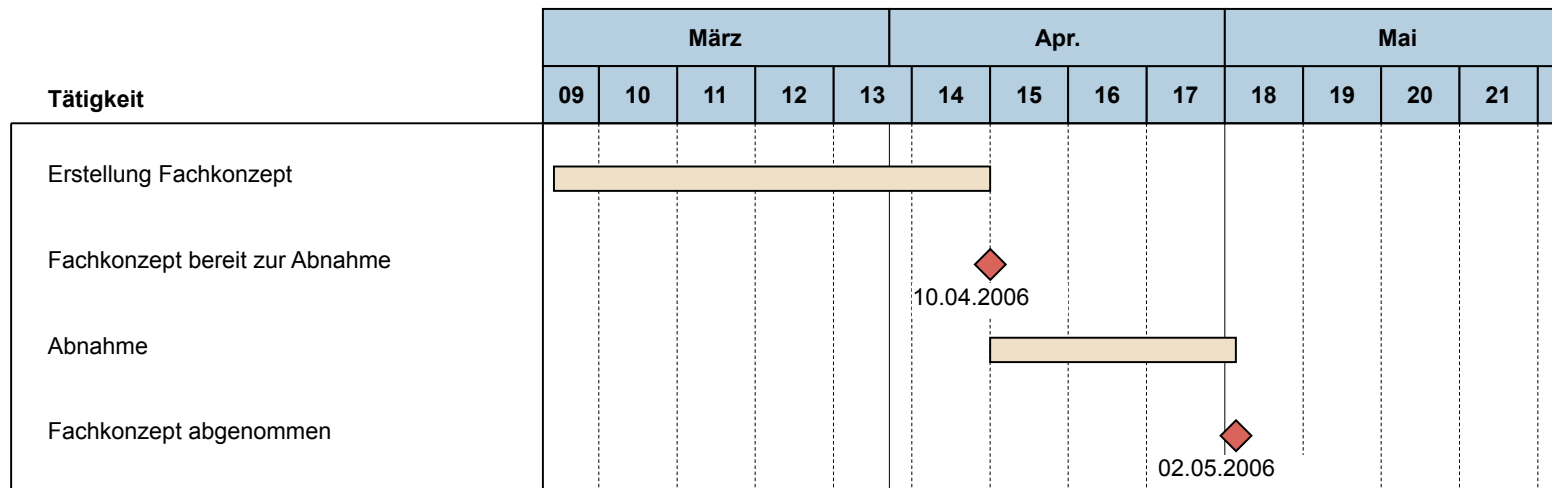 März Apr. Mai
Tätigkeit 09 10 11 12 13 14 15 16 17 18 19 20 21
Erstellung Fachkonzept
Fachkonzept bereit zur Abnahme
10.04.2006
Abnahme
Fachkonzept abgenommen
02.05.2006